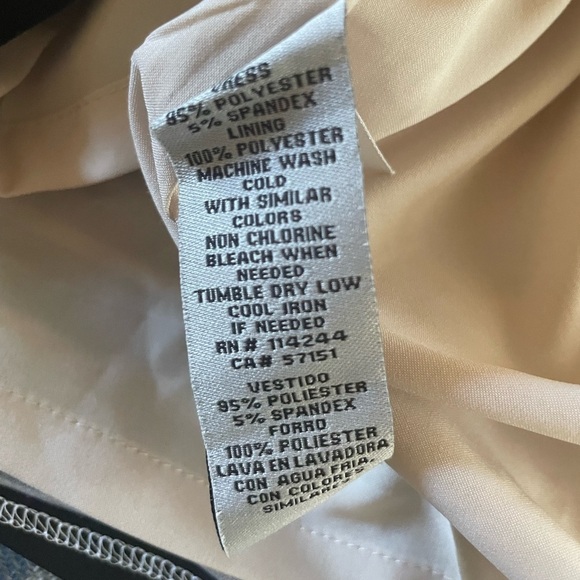 DRESS
95% POLYESTER
5% SPANDEX
LINING
100% POLYESTER
MACHINE WASH
COLD
WITH SIMILAR
COLORS
NON CHLORINE
BLEACH WHEN
NEEDED
TUMBLE DRY LOW
COOL IRON
IF NEEDED
RN# 114244
CA# 57151
VESTIDO
95% POLIESTER
5% SPANDEX
FORRO
100% POLIESTER
LAVA EN LAVADORA
CON AGUA FRIA.
CON COLORES
SIMILARES